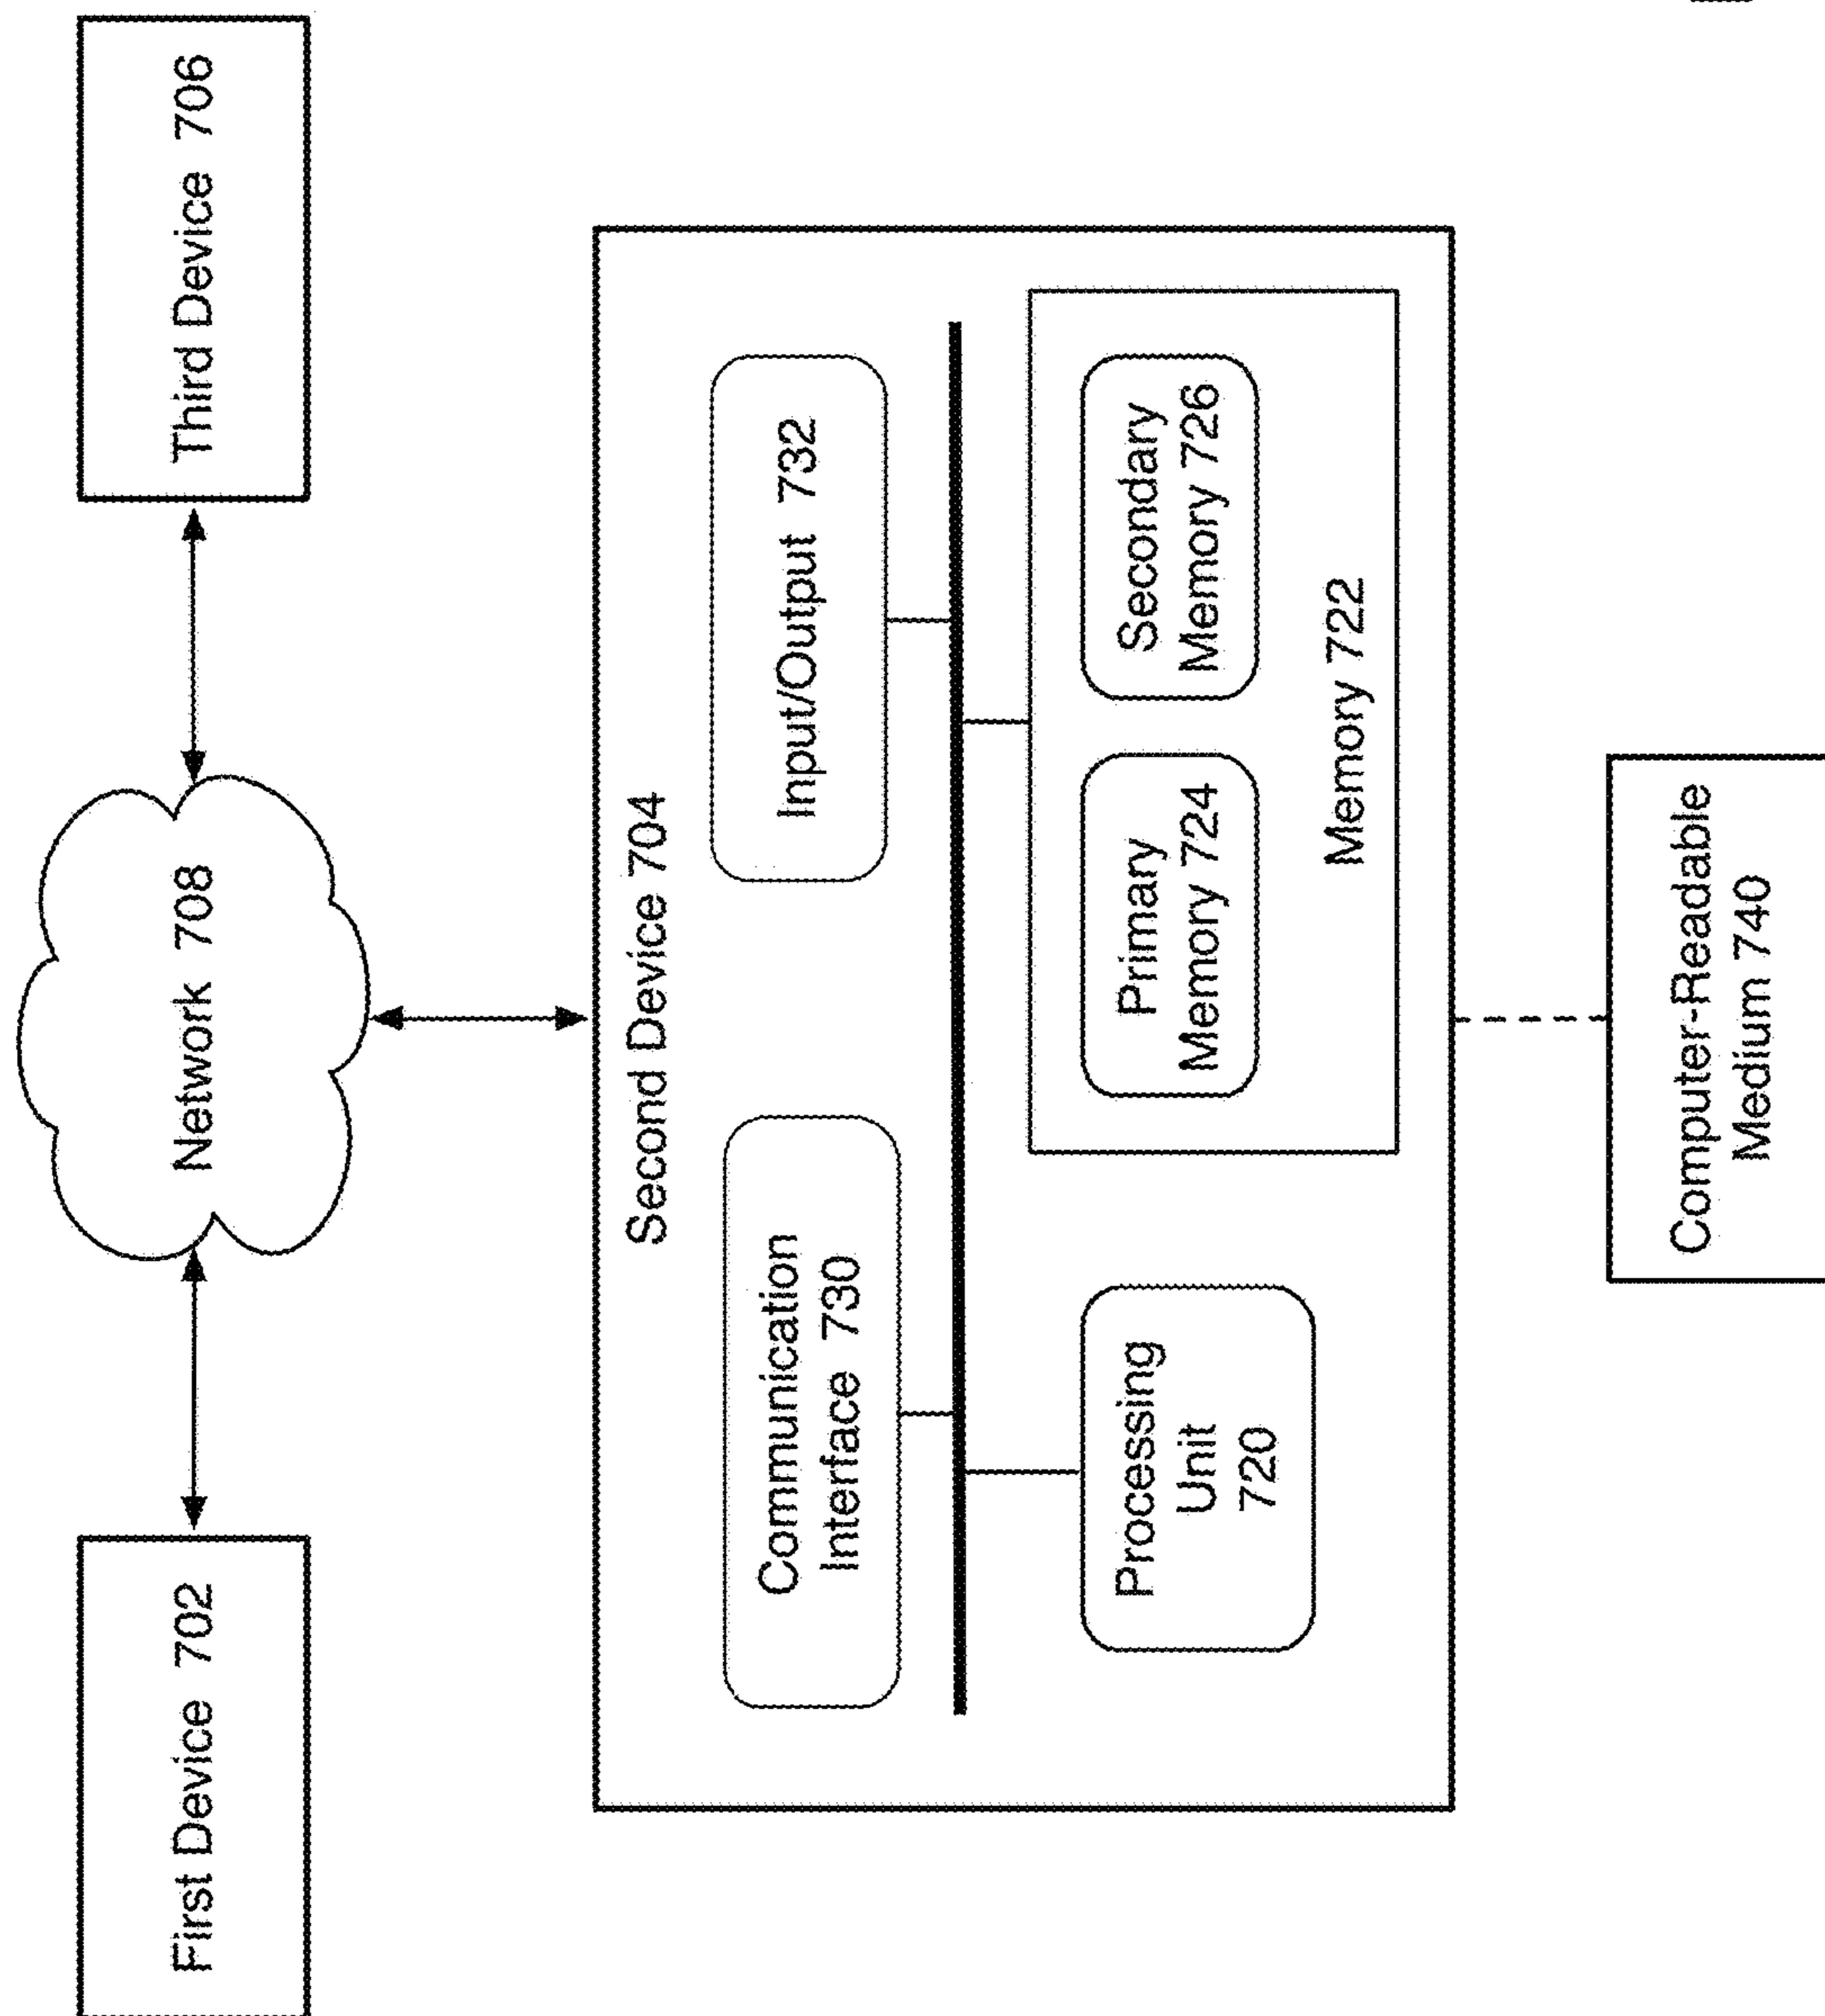 First Device 702
Network 708
Third Device 706
Second Device 704
Communication
Interface 730
Input/Output 732
Processing
Unit
720
Primary
Memory 724
Secondary
Memory 726
Memory 722
Computer-Readable
Medium 740